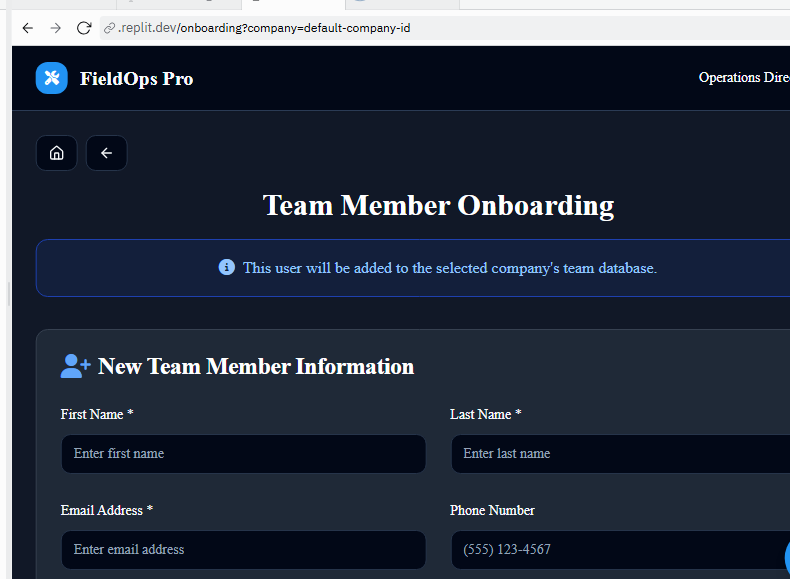 .replit.dev/onboarding?company=default-company-id
FieldOps Pro
Operations
Team Member Onboarding
This user will be added to the selected company's team database.
New Team Member Information
First Name *
Last Name *
Enter first name
Enter last name
Email Address *
Phone Number
Enter email address
(555) 123-4567